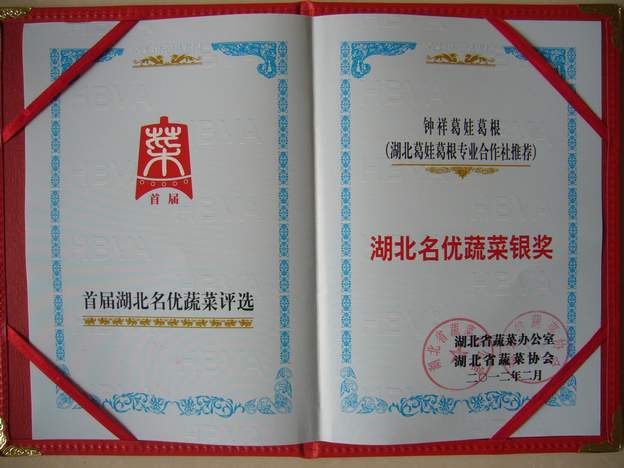 菜
首届
首届湖北名优蔬菜评选
钟祥葛娃葛根
(湖北葛娃葛根专业合作社推荐)
湖北名优蔬菜银奖
湖北省蔬菜办公室
湖北省蔬菜协会
二〇一二年二月